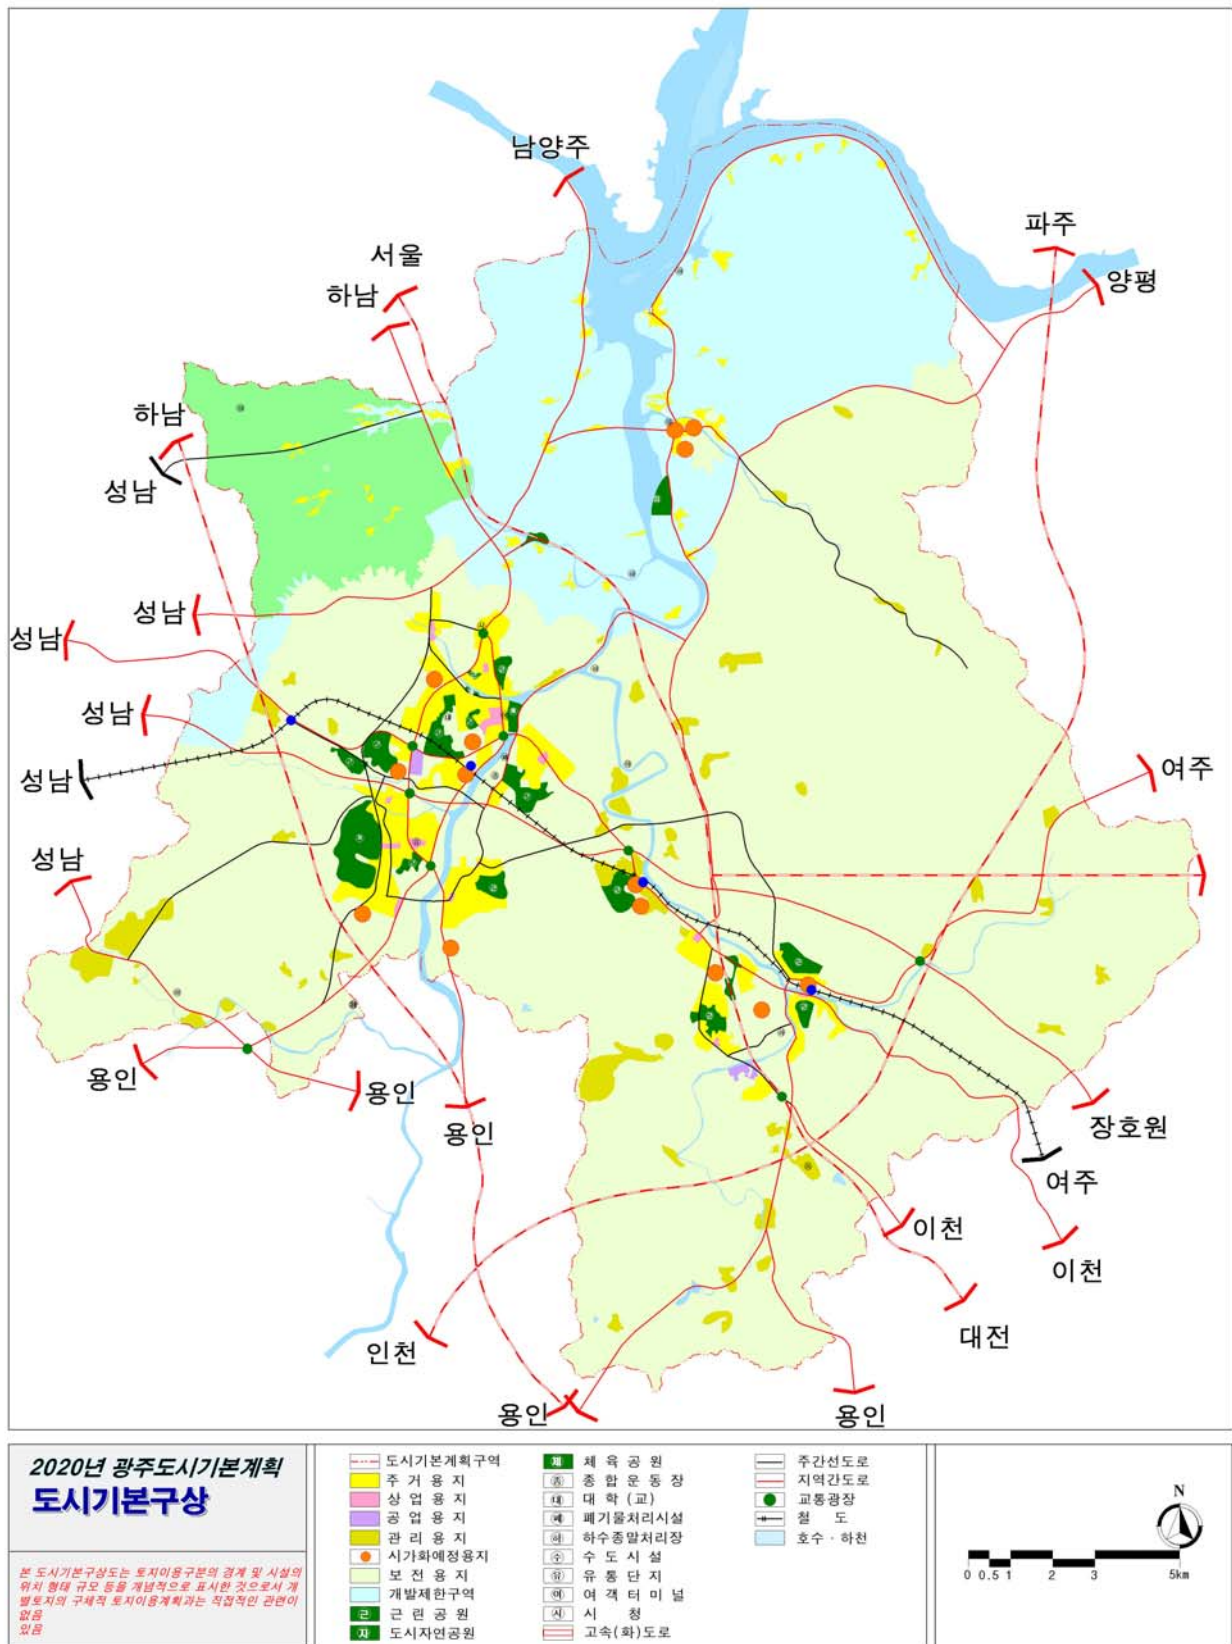 남양주
파주
서울
하남
양평
하남
성남
성남
성남
성남
성남
여주
성남
용인
용인
용인
장호원
여주
이천
이천
대전
인천
용인
용인
2020년 광주도시기본계획
도시기본구상
본 도시기본구상도는 토지이용구분의 경계 및 시설의
위치 형태 규모 등을 개념적으로 표시한 것으로서 개
별토지의 구체적 토지이용계획과는 직접적인 관련이
없음
있음
도시기본계획구역
주 거 용 지
상 업 용 지
공 업 용 지
관 리 용 지
시가화예정용지
보 전 용 지
개발제한구역
근 근 린 공 원
자 도시자연공원
체 체 육 공 원
종 종 합 운 동 장
대 대 학 (교)
폐 폐기물처리시설
하 하수종말처리장
수 수 도 시 설
유 유 통 단 지
여 여 객 터 미 널
시 시 청
고속(화)도로
주간선도로
지역간도로
교통광장
철 도
호수 · 하천
N
0 0.5 1 2 3 5km